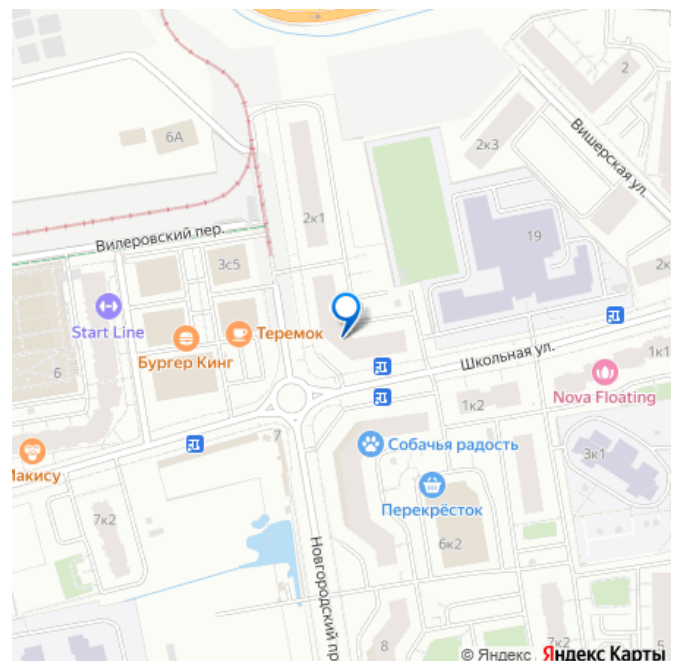 2
Вишерская ул.
6А
2к3
2к1
19
Вилеровский пер.
3с5
2к
Start Line
Теремок
Бургер Кинг
6
Школьная ул.
1к1
Nova Floating
1к2
7
Собачья радость
Макису
3к1
Перекрёсток
7к2
6к2
Новгородский пр
8
7к2
5
© Яндекс Яндекс Карты